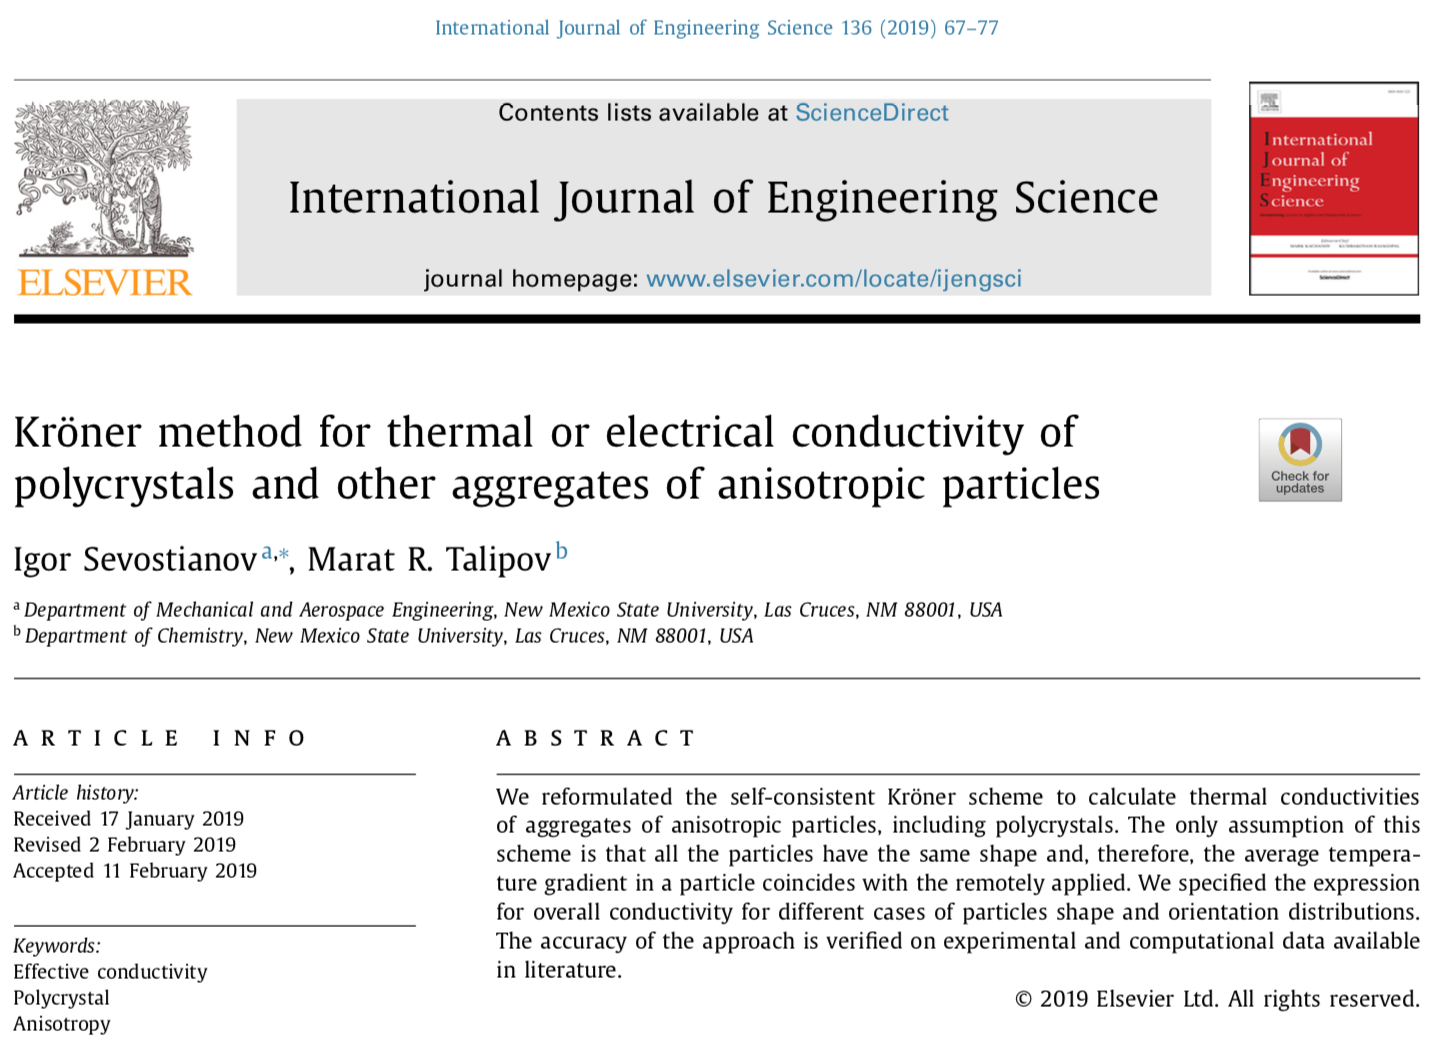 International Journal of Engineering Science 136 (2019) 67–77
Contents lists available at ScienceDirect
International Journal of Engineering Science
journal homepage: www.elsevier.com/locate/ijengsci
NON SOLUS
ELSEVIER
International
Journal of
Engineering
Science
ScienceDirect
Kröner method for thermal or electrical conductivity of
polycrystals and other aggregates of anisotropic particles
Check for
updates
Igor Sevostianov a,*, Marat R. Talipov b
a Department of Mechanical and Aerospace Engineering, New Mexico State University, Las Cruces, NM 88001, USA
b Department of Chemistry, New Mexico State University, Las Cruces, NM 88001, USA
ARTICLE INFO
Article history:
Received 17 January 2019
Revised 2 February 2019
Accepted 11 February 2019
Keywords:
Effective conductivity
Polycrystal
Anisotropy
ABSTRACT
We reformulated the self-consistent Kröner scheme to calculate thermal conductivities
of aggregates of anisotropic particles, including polycrystals. The only assumption of this
scheme is that all the particles have the same shape and, therefore, the average tempera-
ture gradient in a particle coincides with the remotely applied. We specified the expression
for overall conductivity for different cases of particles shape and orientation distributions.
The accuracy of the approach is verified on experimental and computational data available
in literature.
© 2019 Elsevier Ltd. All rights reserved.